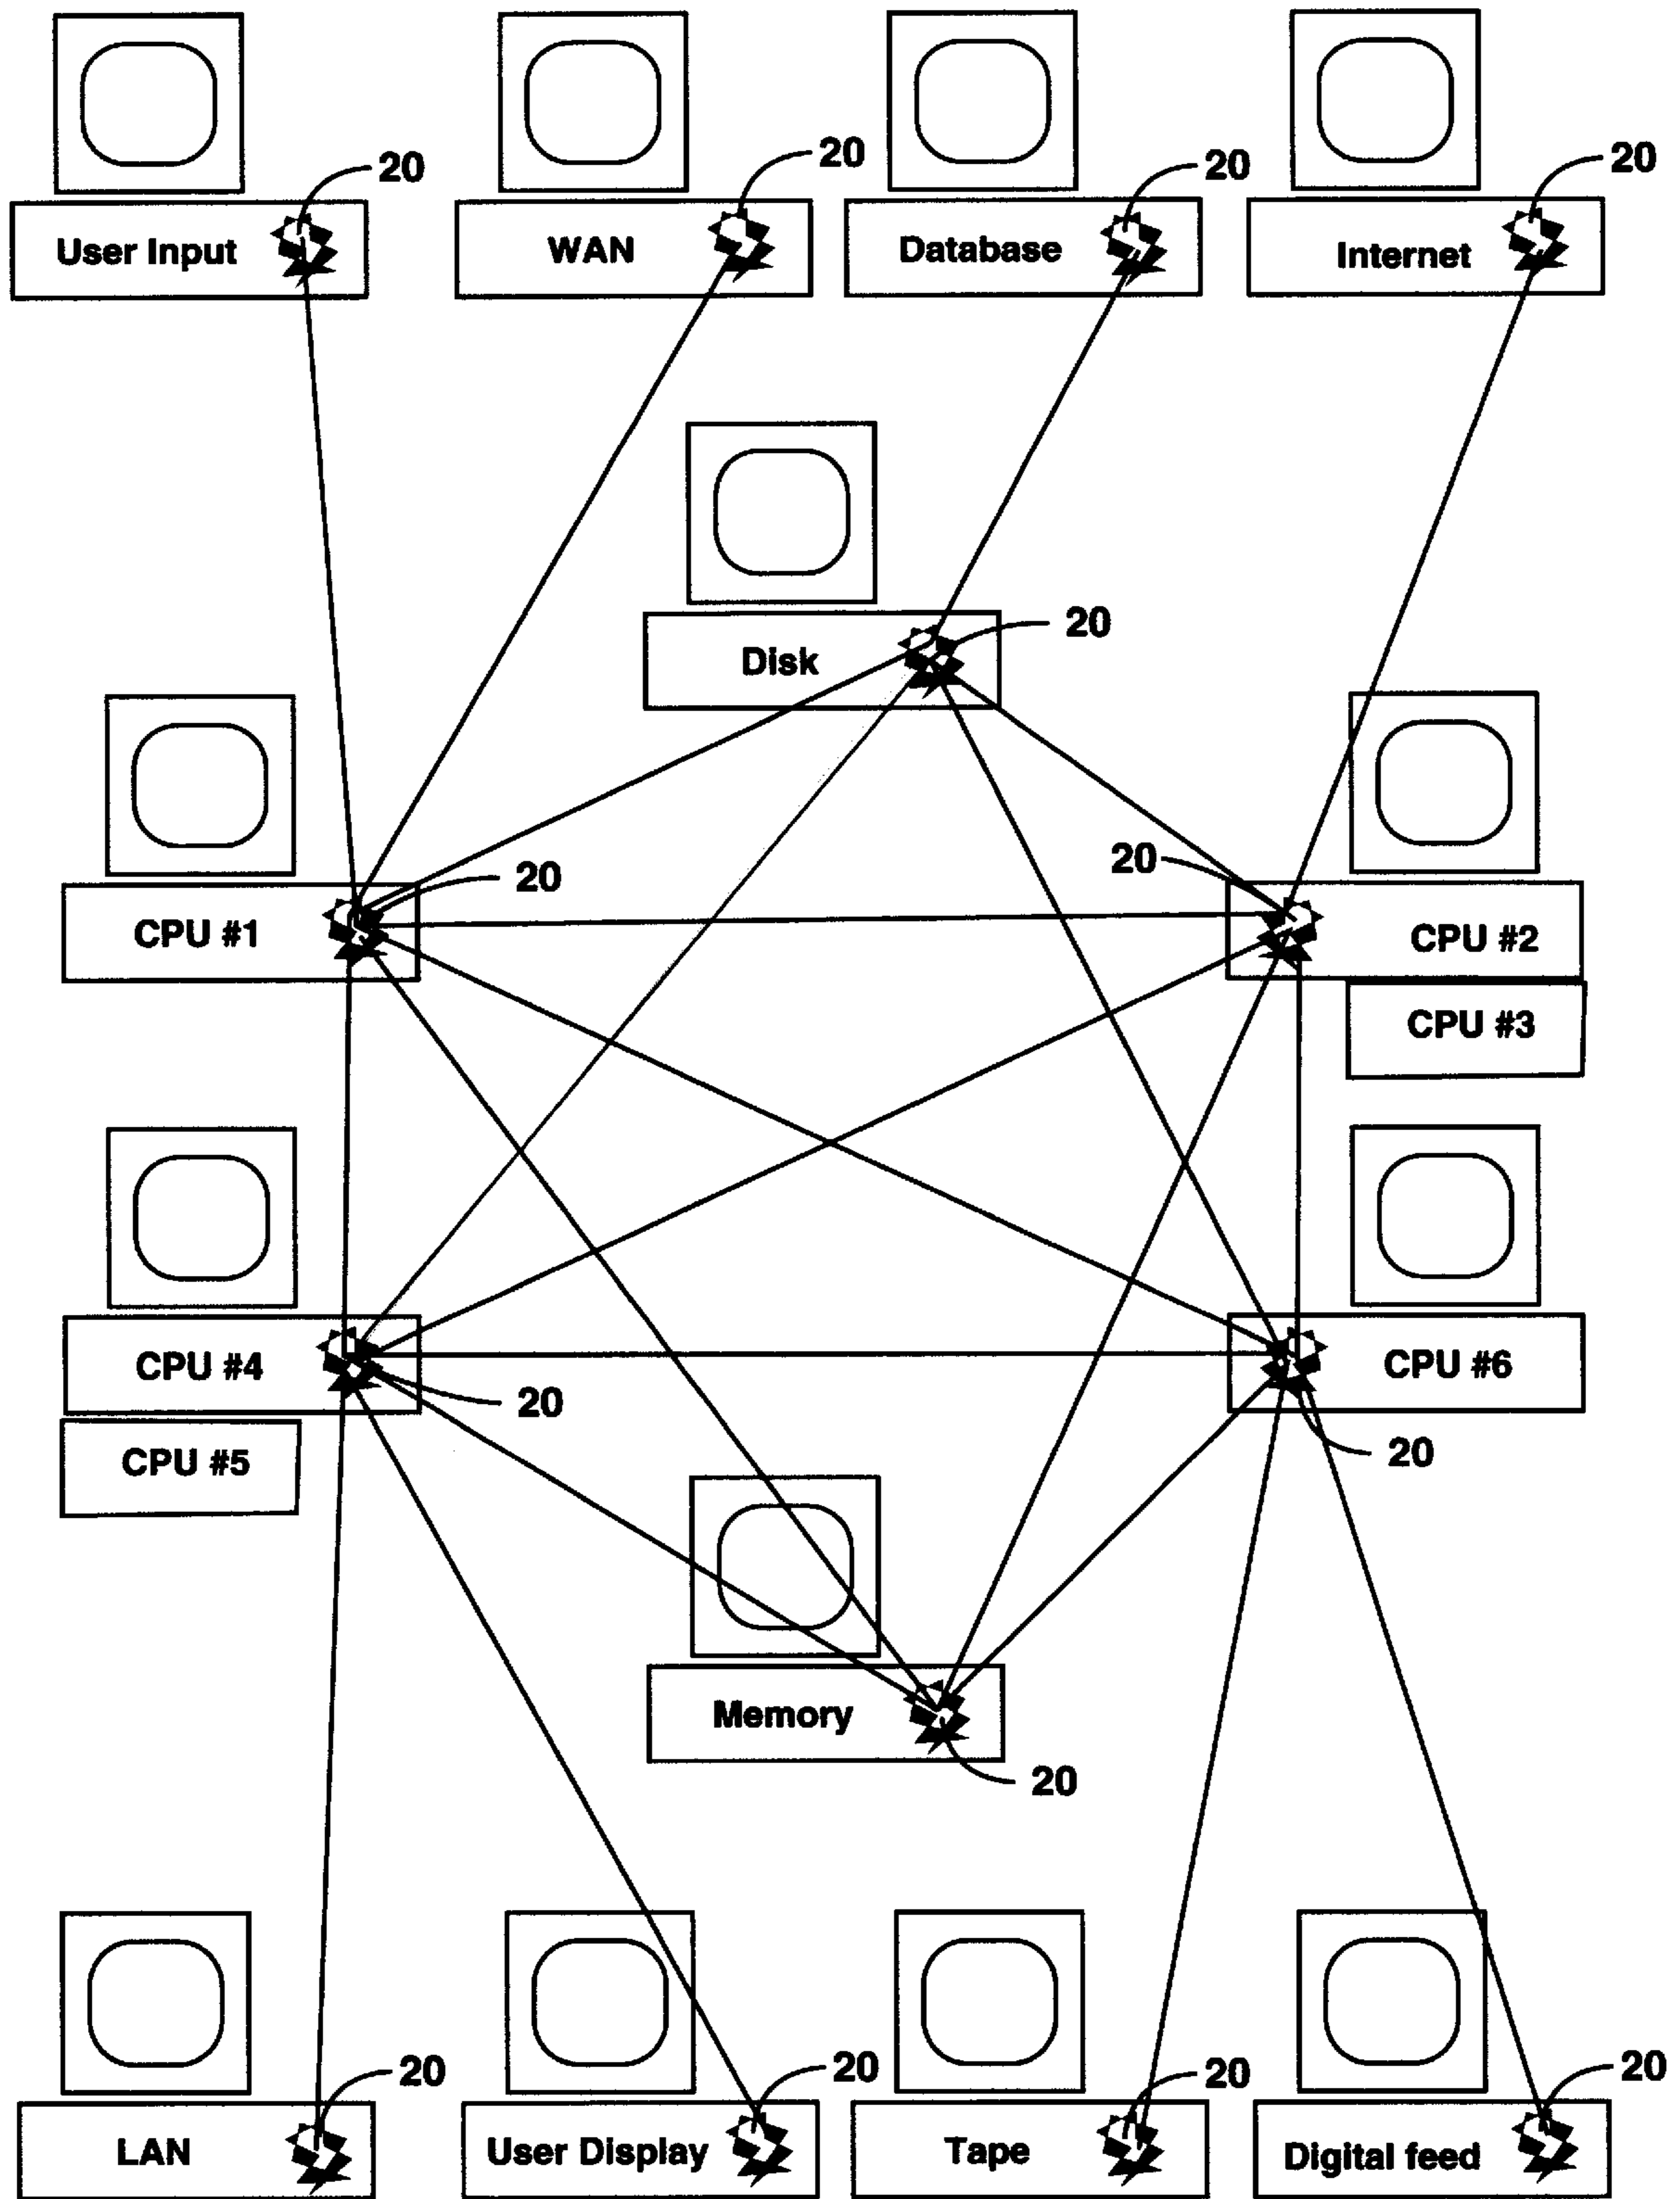 20
20
20
20
User Input
WAN
Database
Internet
20
Disk
20
20
CPU #1
CPU #2
CPU #3
CPU #4
CPU #6
20
20
CPU #5
Memory
20
20
20
20
20
LAN
User Display
Tape
Digital feed